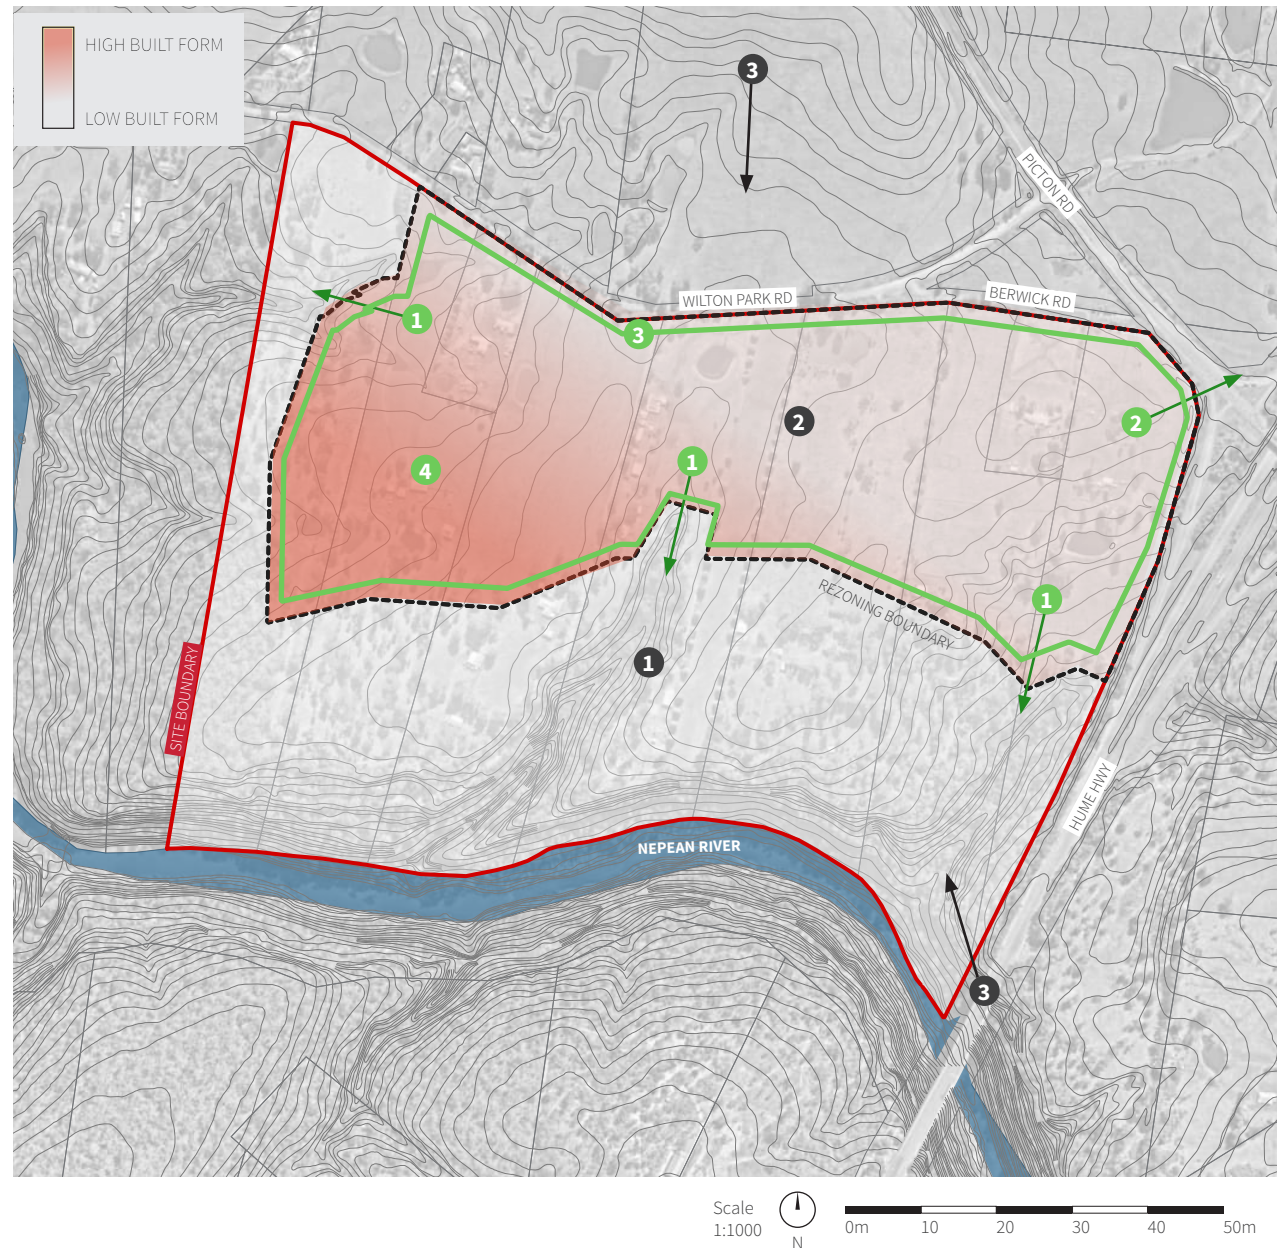 HIGH BUILT FORM
LOW BUILT FORM
3
PICTON RD
WILTON PARK RD
BERWICK RD
1
3
2
2
1
4
1
REZONING BOUNDARY
1
SITE BOUNDARY
HUME HWY
NEPEAN RIVER
3
Scale
1:1000
N
0m 10 20 30 40 50m